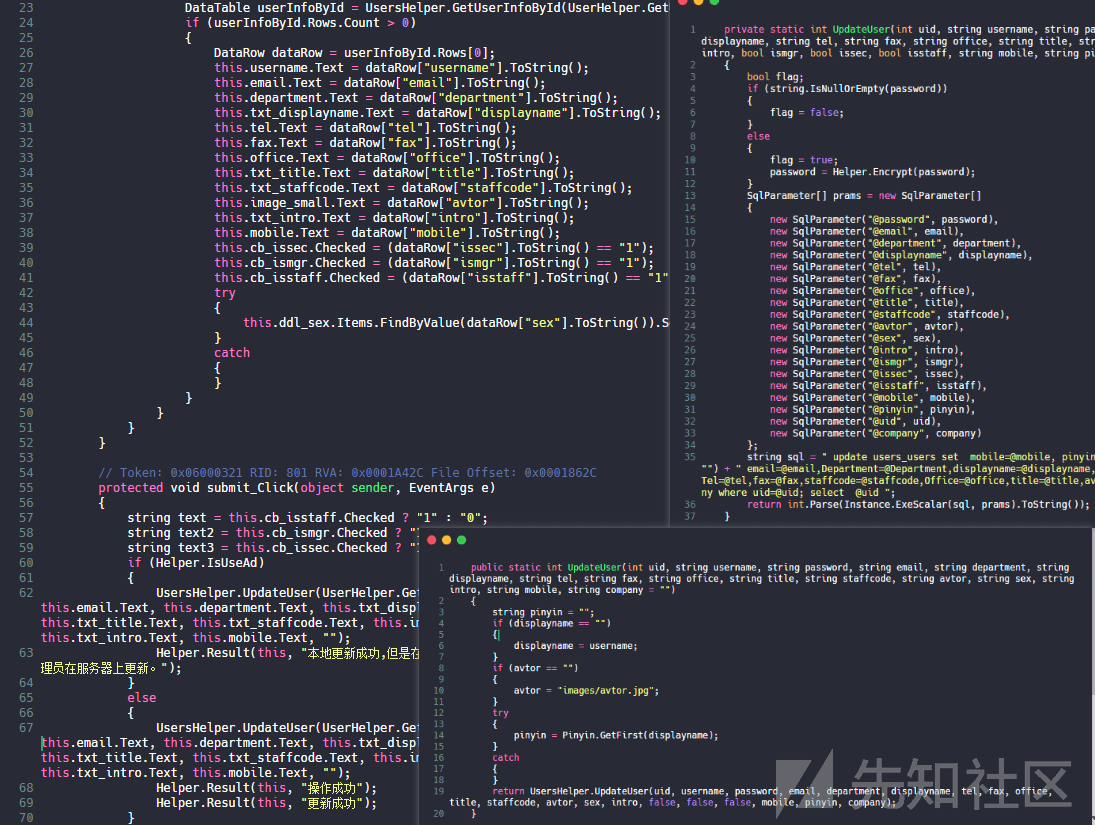 23 DataTable userInfoById = UsersHelper.GetUserInfoById(UserHelper.Get
24 if (userInfoById.Rows.Count > 0)
25 {
26 DataRow dataRow = userInfoById.Rows[0];
27 this.username.Text = dataRow["username"].ToString();
28 this.email.Text = dataRow["email"].ToString();
29 this.department.Text = dataRow["department"].ToString();
30 this.txt_displayname.Text = dataRow["displayname"].ToString();
31 this.tel.Text = dataRow["tel"].ToString();
32 this.fax.Text = dataRow["fax"].ToString();
33 this.office.Text = dataRow["office"].ToString();
34 this.txt_title.Text = dataRow["title"].ToString();
35 this.txt_staffcode.Text = dataRow["staffcode"].ToString();
36 this.image_small.Text = dataRow["avtor"].ToString();
37 this.txt_intro.Text = dataRow["intro"].ToString();
38 this.mobile.Text = dataRow["mobile"].ToString();
39 this.cb_issec.Checked = (dataRow["issec"].ToString() == "1");
40 this.cb_ismgr.Checked = (dataRow["ismgr"].ToString() == "1");
41 this.cb_isstaff.Checked = (dataRow["isstaff"].ToString() == "1"
42 try
43 {
44 this.ddl_sex.Items.FindByValue(dataRow["sex"].ToString()).S
45 }
46 catch
47 {
48 }
49 }
50 }
51 }
52 }
53
54 // Token: 0x06000321 RID: 801 RVA: 0x0001A42C File Offset: 0x0001862C
55 protected void submit_Click(object sender, EventArgs e)
56 {
57 string text = this.cb_isstaff.Checked ? "1" : "0";
58 string text2 = this.cb_ismgr.Checked ? "
59 string text3 = this.cb_issec.Checked ? "
60 if (Helper.IsUseAd)
61 {
62 UsersHelper.UpdateUser(UserHelper.Get
this.email.Text, this.department.Text, this.txt_displ
this.txt_title.Text, this.txt_staffcode.Text, this.im
this.txt_intro.Text, this.mobile.Text, "");
63 Helper.Result(this, "本地更新成功,但是在
理员在服务器上更新。");
64 }
65 else
66 {
67 UsersHelper.UpdateUser(UserHelper.Get
this.email.Text, this.department.Text, this.txt_displ
this.txt_title.Text, this.txt_staffcode.Text, this.im
this.txt_intro.Text, this.mobile.Text, "");
68 Helper.Result(this, "操作成功");
69 Helper.Result(this, "更新成功");
70 }
1 private static int UpdateUser(int uid, string username, string pa
displayname, string tel, string fax, string office, string title, str
intro, bool ismgr, bool issec, bool isstaff, string mobile, string pi
2 {
3 bool flag;
4 if (string.IsNullOrEmpty(password))
5 {
6 flag = false;
7 }
8 else
9 {
10 flag = true;
11 password = Helper.Encrypt(password);
12 }
13 SqlParameter[] prams = new SqlParameter[]
14 {
15 new SqlParameter("@password", password),
16 new SqlParameter("@email", email),
17 new SqlParameter("@department", department),
18 new SqlParameter("@displayname", displayname),
19 new SqlParameter("@tel", tel),
20 new SqlParameter("@fax", fax),
21 new SqlParameter("@office", office),
22 new SqlParameter("@title", title),
23 new SqlParameter("@staffcode", staffcode),
24 new SqlParameter("@avtor", avtor),
25 new SqlParameter("@sex", sex),
26 new SqlParameter("@intro", intro),
27 new SqlParameter("@ismgr", ismgr),
28 new SqlParameter("@issec", issec),
29 new SqlParameter("@isstaff", isstaff),
30 new SqlParameter("@mobile", mobile),
31 new SqlParameter("@pinyin", pinyin),
32 new SqlParameter("@uid", uid),
33 new SqlParameter("@company", company)
34 };
35 string sql = " update users_users set mobile=@mobile, pinyin
"") + " email=@email,Department=@Department,displayname=@displayname,
Tel=@tel,fax=@fax,staffcode=@staffcode,Office=@office,title=@title,av
ny where uid=@uid; select @uid ";
36 return int.Parse(Instance.ExeScalar(sql, prams).ToString());
37 }
1 public static int UpdateUser(int uid, string username, string password, string email, string department, string
displayname, string tel, string fax, string office, string title, string staffcode, string avtor, string sex, string
intro, string mobile, string company = "")
2 {
3 string pinyin = "";
4 if (displayname == "")
5 {
6 displayname = username;
7 }
8 if (avtor == "")
9 {
10 avtor = "images/avtor.jpg";
11 }
12 try
13 {
14 pinyin = Pinyin.GetFirst(displayname);
15 }
16 catch
17 {
18 }
19 return UsersHelper.UpdateUser(uid, username, password, email, department, displayname, tel, fax, office,
title, staffcode, avtor, sex, intro, false, false, false, mobile, pinyin, company);
20 }
先知社区